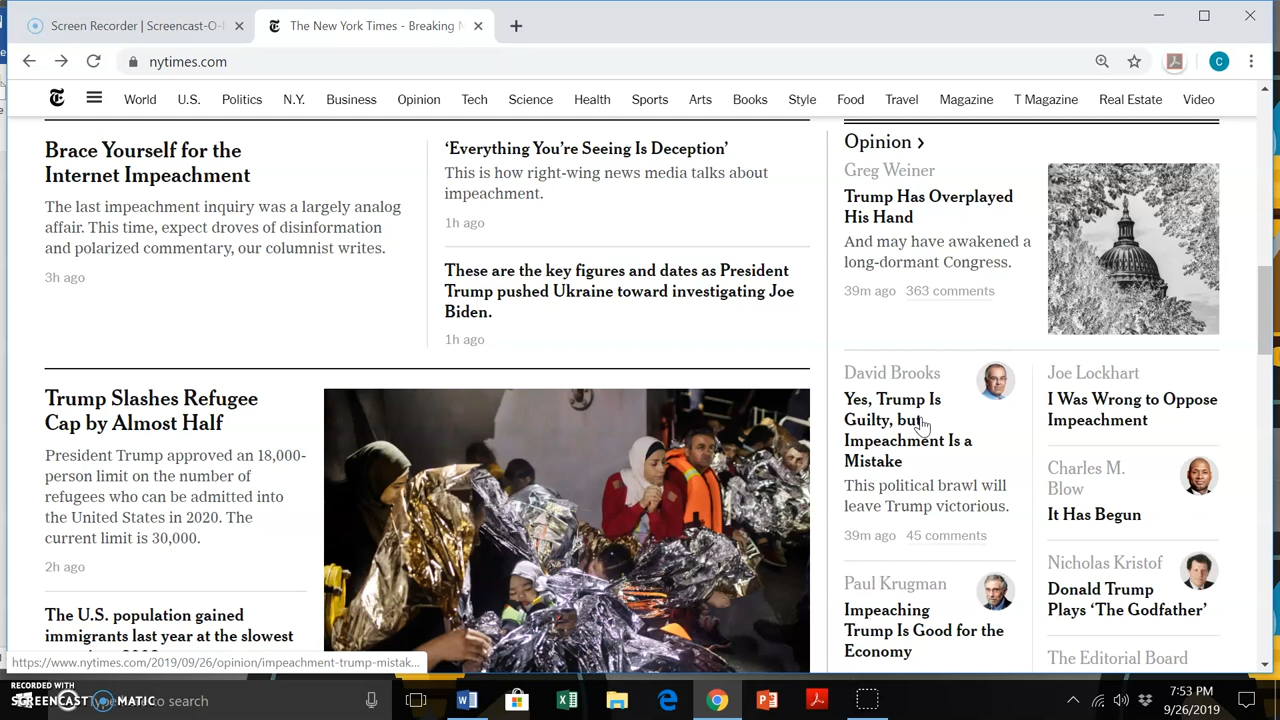 Screen Recorder | Screencast-O-
The New York Times - Breaking N
nytimes.com
C
World U.S. Politics N.Y. Business Opinion Tech Science Health Sports Arts Books Style Food Travel Magazine T Magazine Real Estate Video
Brace Yourself for the
Internet Impeachment
The last impeachment inquiry was a largely analog
affair. This time, expect droves of disinformation
and polarized commentary, our columnist writes.
3h ago
‘Everything You’re Seeing Is Deception’
This is how right-wing news media talks about
impeachment.
1h ago
These are the key figures and dates as President
Trump pushed Ukraine toward investigating Joe
Biden.
1h ago
Opinion >
Greg Weiner
Trump Has Overplayed
His Hand
And may have awakened a
long-dormant Congress.
39m ago 363 comments
Trump Slashes Refugee
Cap by Almost Half
President Trump approved an 18,000-
person limit on the number of
refugees who can be admitted into
the United States in 2020. The
current limit is 30,000.
2h ago
The U.S. population gained
immigrants last year at the slowest
David Brooks
Yes, Trump Is
Guilty, but
Impeachment Is a
Mistake
This political brawl will
leave Trump victorious.
39m ago 45 comments
Paul Krugman
Impeaching
Trump Is Good for the
Economy
Joe Lockhart
I Was Wrong to Oppose
Impeachment
Charles M.
Blow
It Has Begun
Nicholas Kristof
Donald Trump
Plays ‘The Godfather’
The Editorial Board
https://www.nytimes.com/2019/09/26/opinion/impeachment-trump-mistak...
RECORDED WITH
SCREENCAST MATIC
Type to search
7:53 PM
9/26/2019